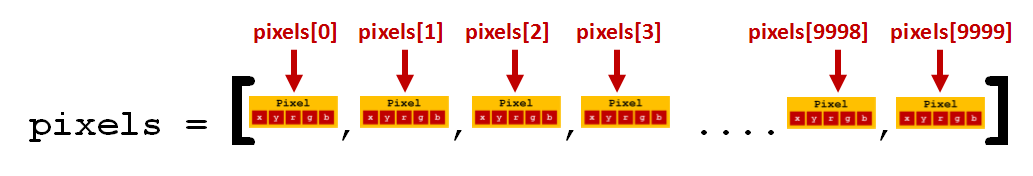 pixels[0] pixels[1] pixels[2] pixels[3] pixels[9998] pixels[9999]
Pixel Pixel Pixel Pixel Pixel Pixel
pixels = [ x y r g b , x y r g b , x y r g b , x y r g b .... x y r g b , x y r g b ]